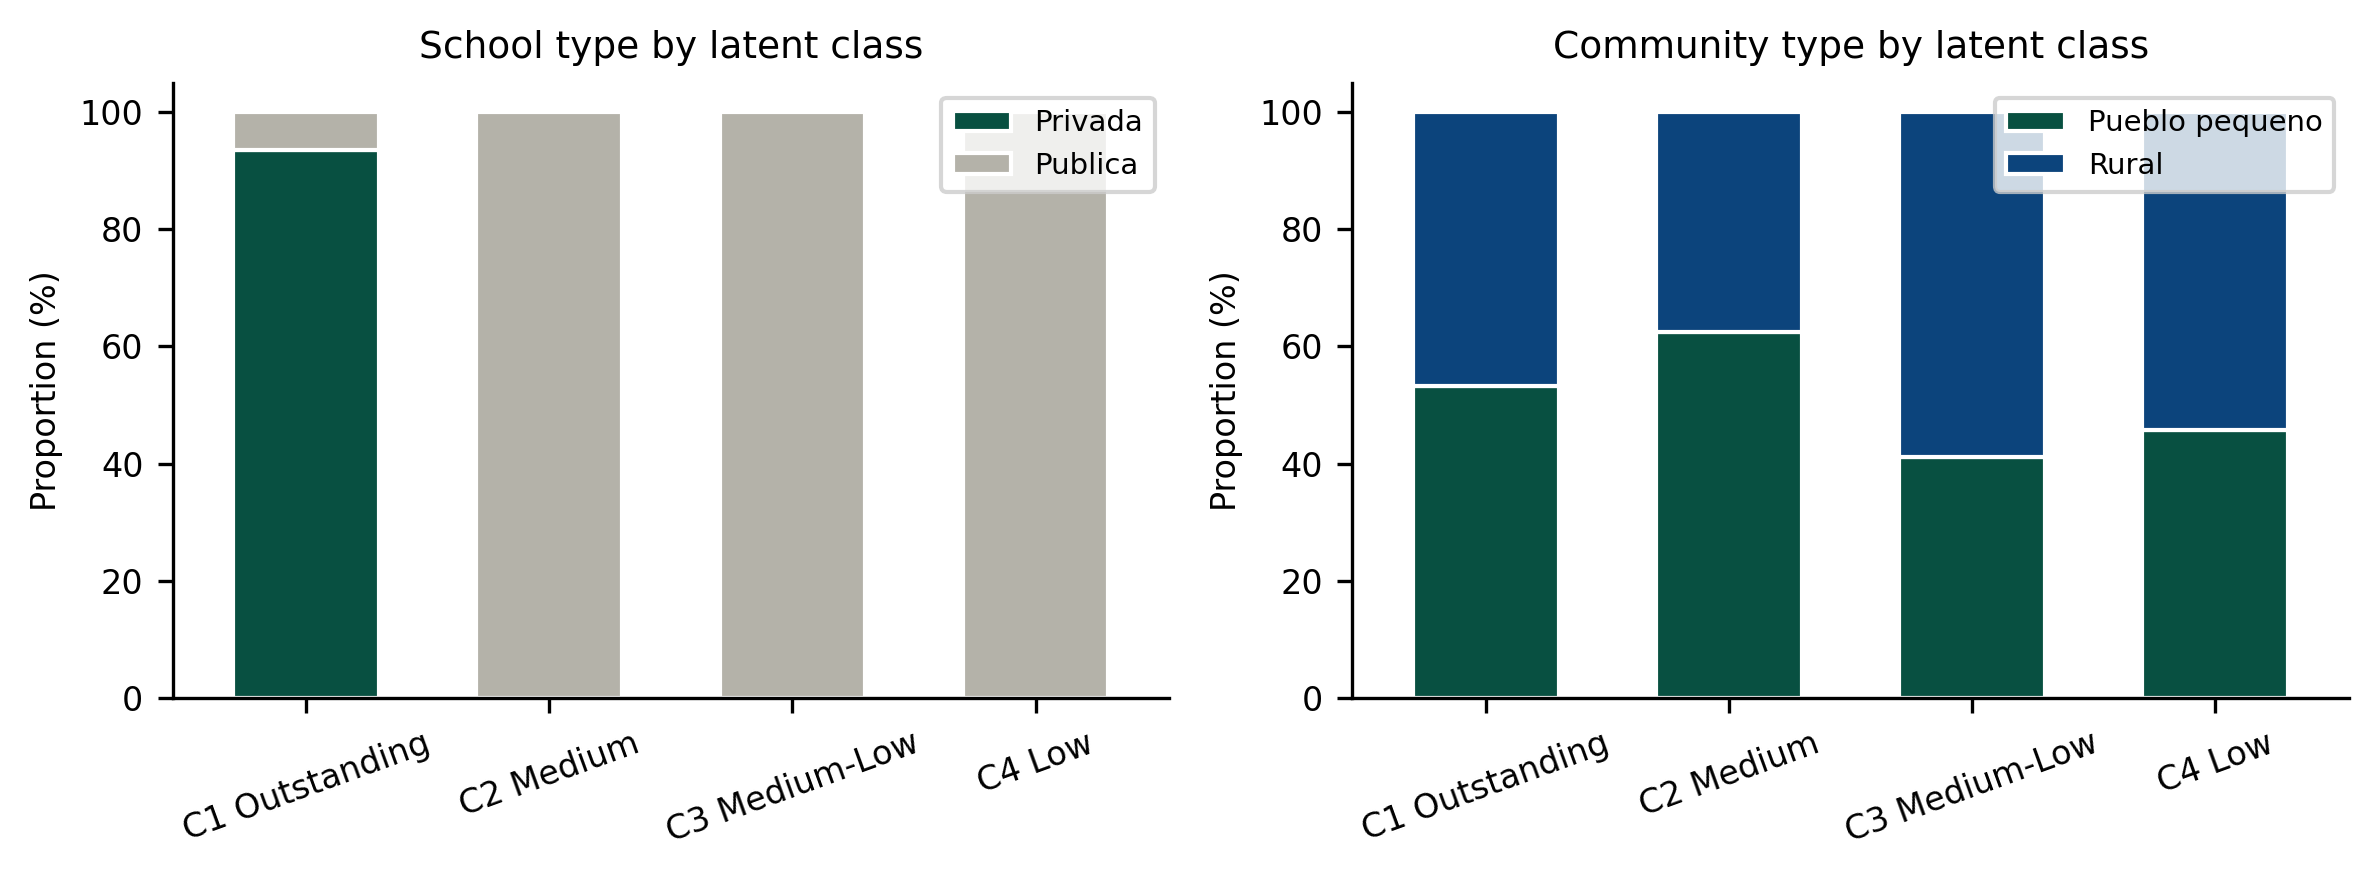 School type by latent class
Proportion (%)
100
80
60
40
20
0
Privada
Publica
C1 Outstanding
C2 Medium
C3 Medium-Low
C4 Low
Community type by latent class
Proportion (%)
100
80
60
40
20
0
Pueblo pequeno
Rural
C1 Outstanding
C2 Medium
C3 Medium-Low
C4 Low